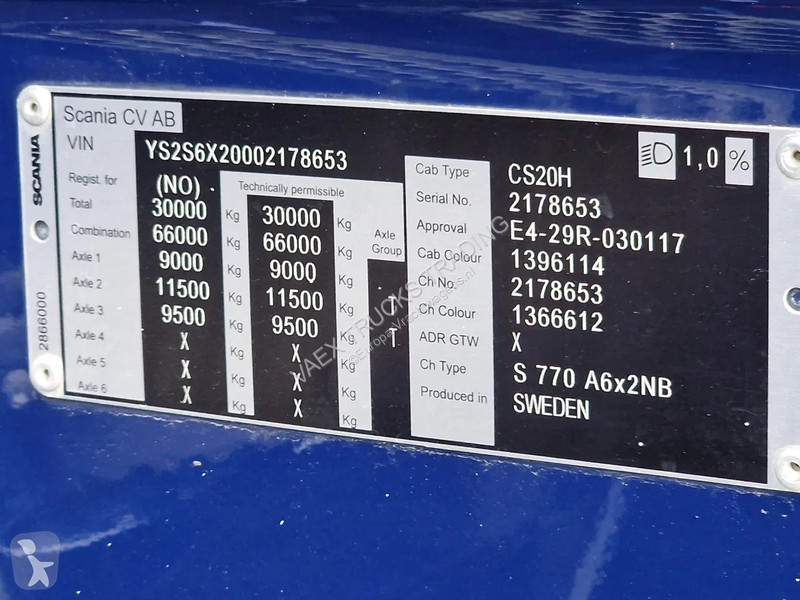 Scania CV AB
VIN YS2S6X20002178653
1,0 %
SCANIA
2866000
Regist. for (NO) Technically permissible
Total 30000 Kg 30000 Kg
Combination 66000 Kg 66000 Kg Axle Group
Axle 1 9000 Kg 9000 Kg
Axle 2 11500 Kg 11500 Kg T
Axle 3 9500 Kg 9500 Kg T
Axle 4 X Kg X Kg
Axle 5 X Kg X Kg
Axle 6 X Kg X Kg
Cab Type CS20H
Serial No. 2178653
Approval E4-29R-030117
Cab Colour 1396114
Ch No. 2178653
Ch Colour 1366612
ADR GTW X
Ch Type S 770 A6x2NB
Produced in SWEDEN
VAEX TRUCKS TRADING